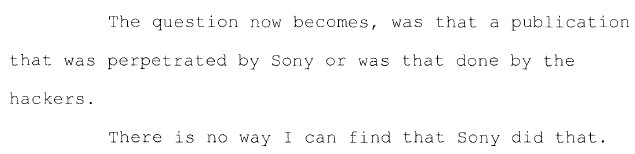 The question now becomes, was that a publication
that was perpetrated by Sony or was that done by the
hackers.
There is no way I can find that Sony did that.